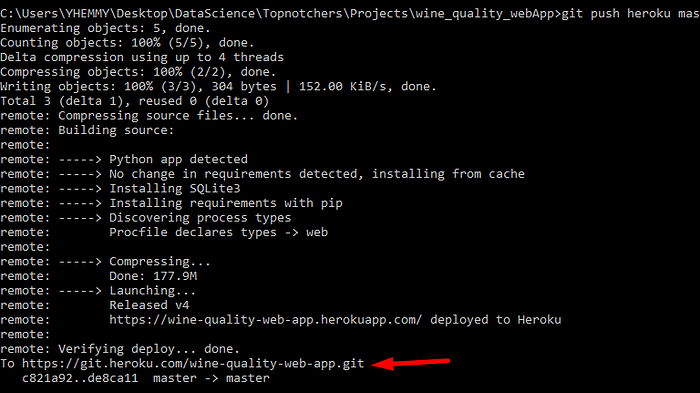 C:\Users\YHEMMY\Desktop\DataScience\Topnotchers\Projects\wine_quality_webApp>git push heroku mas
Enumerating objects: 5, done.
Counting objects: 100% (5/5), done.
Delta compression using up to 4 threads
Compressing objects: 100% (2/2), done.
Writing objects: 100% (3/3), 304 bytes | 152.00 KiB/s, done.
Total 3 (delta 1), reused 0 (delta 0)
remote: Compressing source files... done.
remote: Building source:
remote:
remote: -----> Python app detected
remote: -----> No change in requirements detected, installing from cache
remote: -----> Installing SQLite3
remote: -----> Installing requirements with pip
remote: -----> Discovering process types
remote:        Procfile declares types -> web
remote:
remote: -----> Compressing...
remote:        Done: 177.9M
remote: -----> Launching...
remote:        Released v4
remote:        https://wine-quality-web-app.herokuapp.com/ deployed to Heroku
remote:
remote: Verifying deploy... done.
To https://git.heroku.com/wine-quality-web-app.git
   c821a92..de8ca11  master -> master